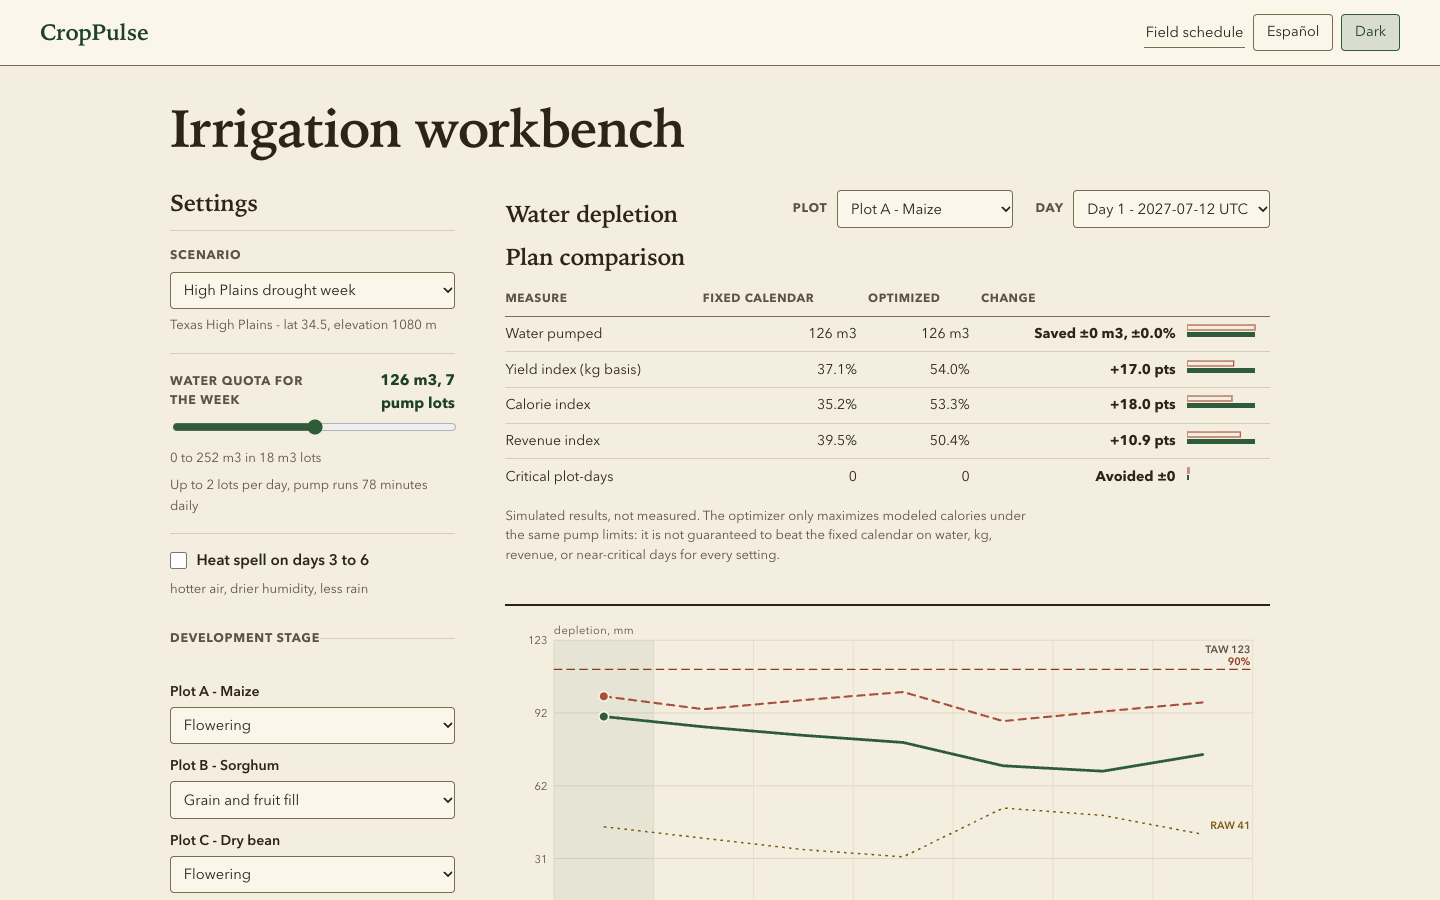 CropPulse
Field schedule
Español
Dark
Irrigation workbench
Settings
SCENARIO
High Plains drought week
Texas High Plains - lat 34.5, elevation 1080 m
WATER QUOTA FOR
THE WEEK
126 m3, 7
pump lots
0 to 252 m3 in 18 m3 lots
Up to 2 lots per day, pump runs 78 minutes
daily
Heat spell on days 3 to 6
hotter air, drier humidity, less rain
DEVELOPMENT STAGE
Plot A - Maize
Flowering
Plot B - Sorghum
Grain and fruit fill
Plot C - Dry bean
Flowering
Water depletion
PLOT
Plot A - Maize
DAY
Day 1 - 2027-07-12 UTC
Plan comparison
MEASURE FIXED CALENDAR OPTIMIZED CHANGE
Water pumped 126 m3 126 m3 Saved ±0 m3, ±0.0%
Yield index (kg basis) 37.1% 54.0% +17.0 pts
Calorie index 35.2% 53.3% +18.0 pts
Revenue index 39.5% 50.4% +10.9 pts
Critical plot-days 0 0 Avoided ±0
Simulated results, not measured. The optimizer only maximizes modeled calories under
the same pump limits: it is not guaranteed to beat the fixed calendar on water, kg,
revenue, or near-critical days for every setting.
depletion, mm
123
TAW 123
90%
92
62
RAW 41
31